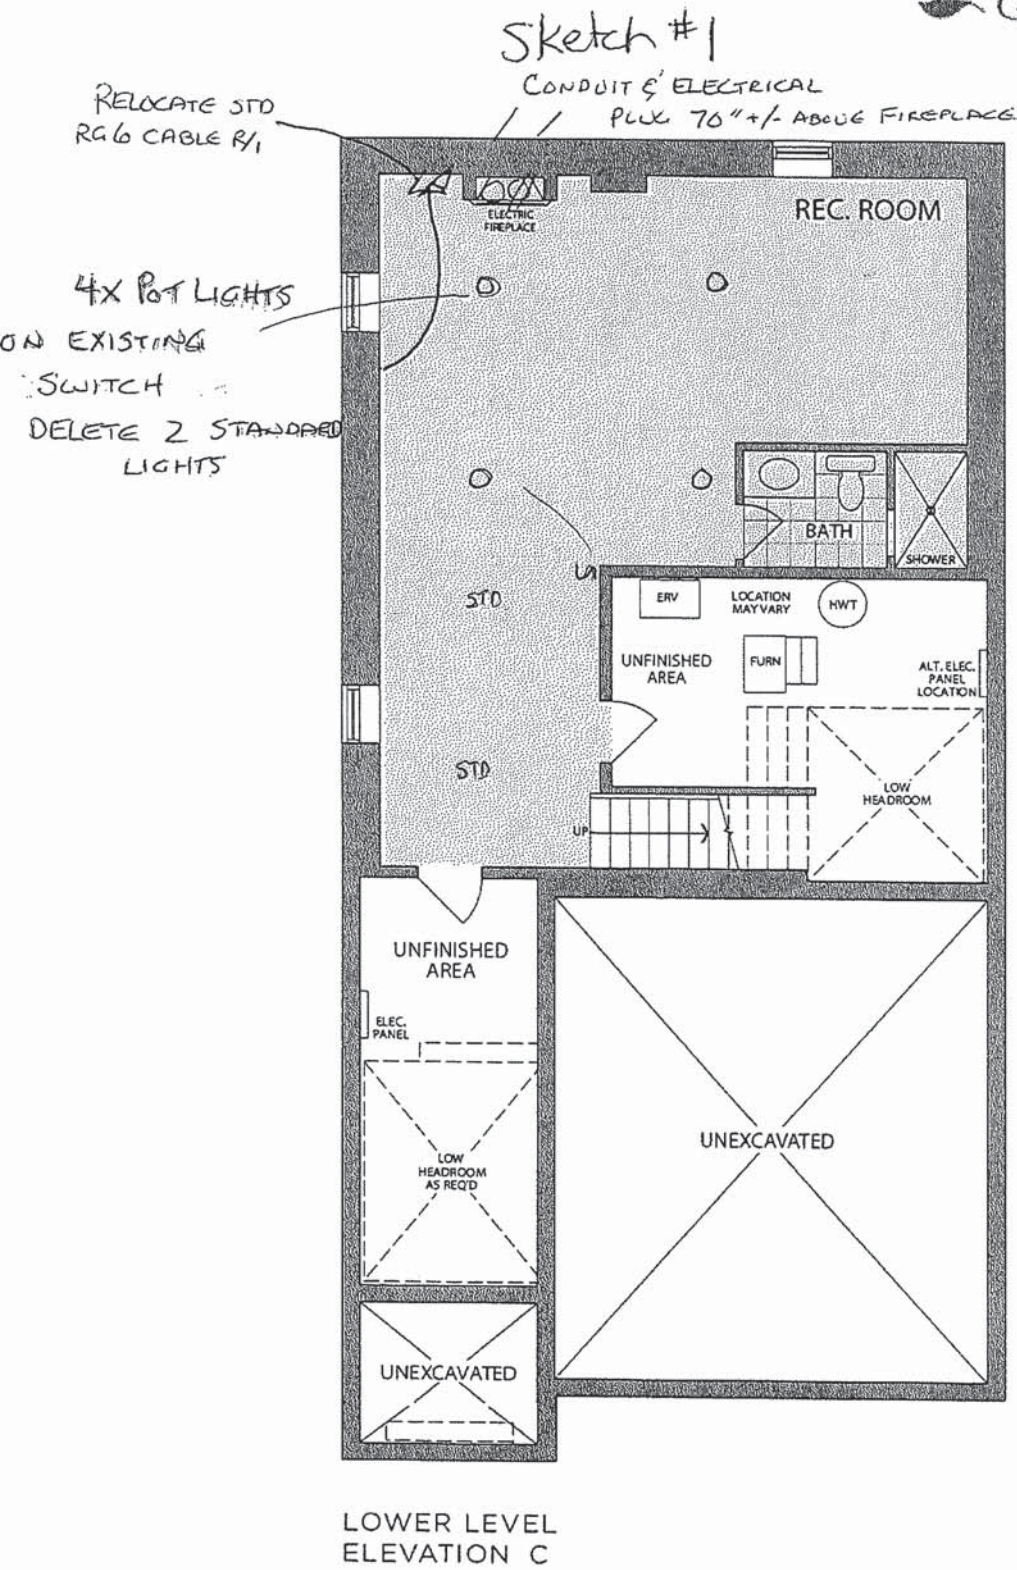 Sketch #1
CONDUIT & ELECTRICAL
PLUG 70" +/- ABOVE FIREPLACE
RELOCATE STD
RG6 CABLE R/I
ELECTRIC
FIREPLACE
REC. ROOM
4X POT LIGHTS
ON EXISTING
SWITCH
DELETE 2 STANDARD
LIGHTS
BATH
SHOWER
S
STD
ERV
LOCATION
MAY VARY
HWT
UNFINISHED
AREA
FURN
ALT. ELEC.
PANEL
LOCATION
STD
LOW
HEADROOM
UP
UNFINISHED
AREA
ELEC.
PANEL
LOW
HEADROOM
AS REQ'D
UNEXCAVATED
UNEXCAVATED
LOWER LEVEL
ELEVATION C